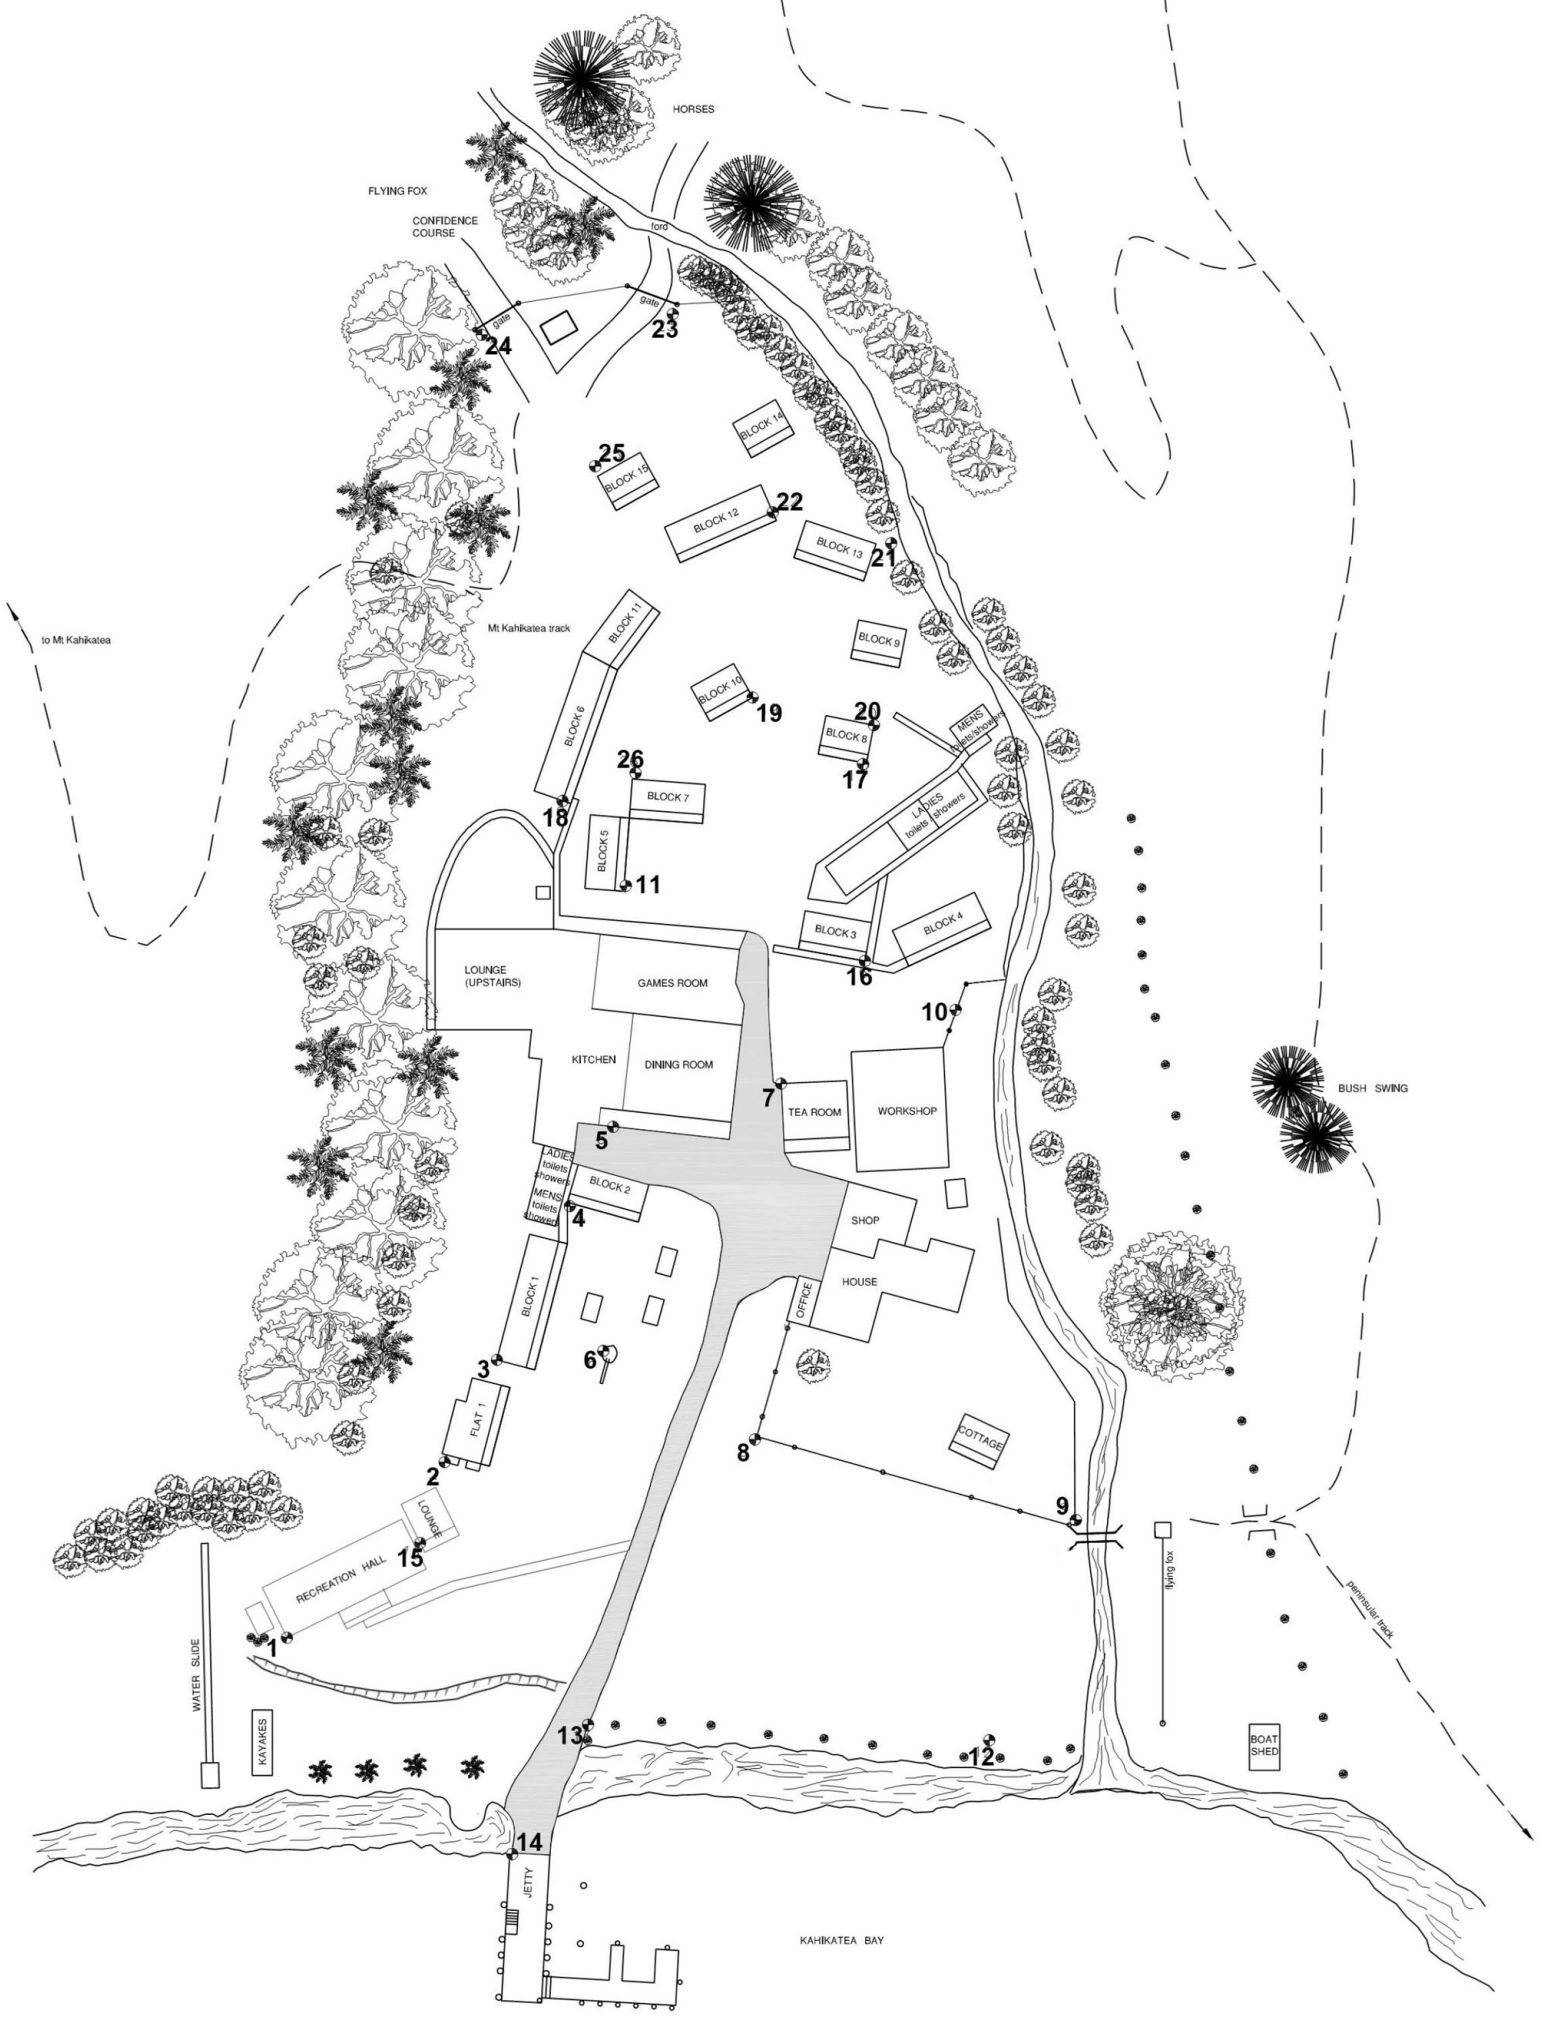 HORSES
FLYING FOX
CONFIDENCE
COURSE
ford
gate
gate
23
24
BLOCK 14
25
BLOCK 15
22
BLOCK 12
BLOCK 13
21
BLOCK 11
Mt Kahikatea track
to Mt Kahikatea
BLOCK 9
BLOCK 10
19
BLOCK 6
20
MENS
toilets/showers
BLOCK 8
17
26
BLOCK 7
18
LADIES
toilets showers
BLOCK 5
11
BLOCK 3
BLOCK 4
16
LOUNGE
(UPSTAIRS)
GAMES ROOM
10
KITCHEN
DINING ROOM
7
TEA ROOM
WORKSHOP
BUSH SWING
5
LADIES
toilets
showers
MENS
toilets
showers
BLOCK 2
4
SHOP
HOUSE
OFFICE
BLOCK 1
6
3
FLAT 1
2
8
COTTAGE
9
LOUNGE
15
RECREATION HALL
flying fox
peninsular track
1
WATER SLIDE
KAYAKES
13
12
BOAT
SHED
14
JETTY
KAHIKATEA BAY